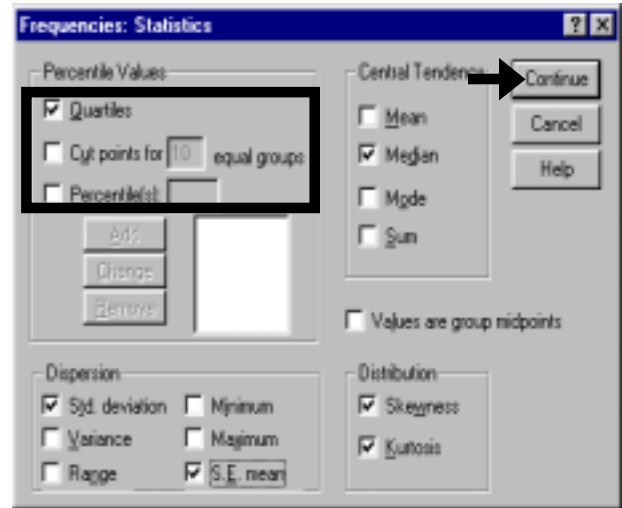 Frequencies: Statistics
Percentile Values
Quartiles
Cut points for 10 equal groups
Percentile(s):
Add
Change
Remove
Central Tendency
Mean
Median
Mode
Sum
Continue
Cancel
Help
Values are group midpoints
Dispersion
Std. deviation
Minimum
Variance
Maximum
Range
S.E. mean
Distribution
Skewness
Kurtosis